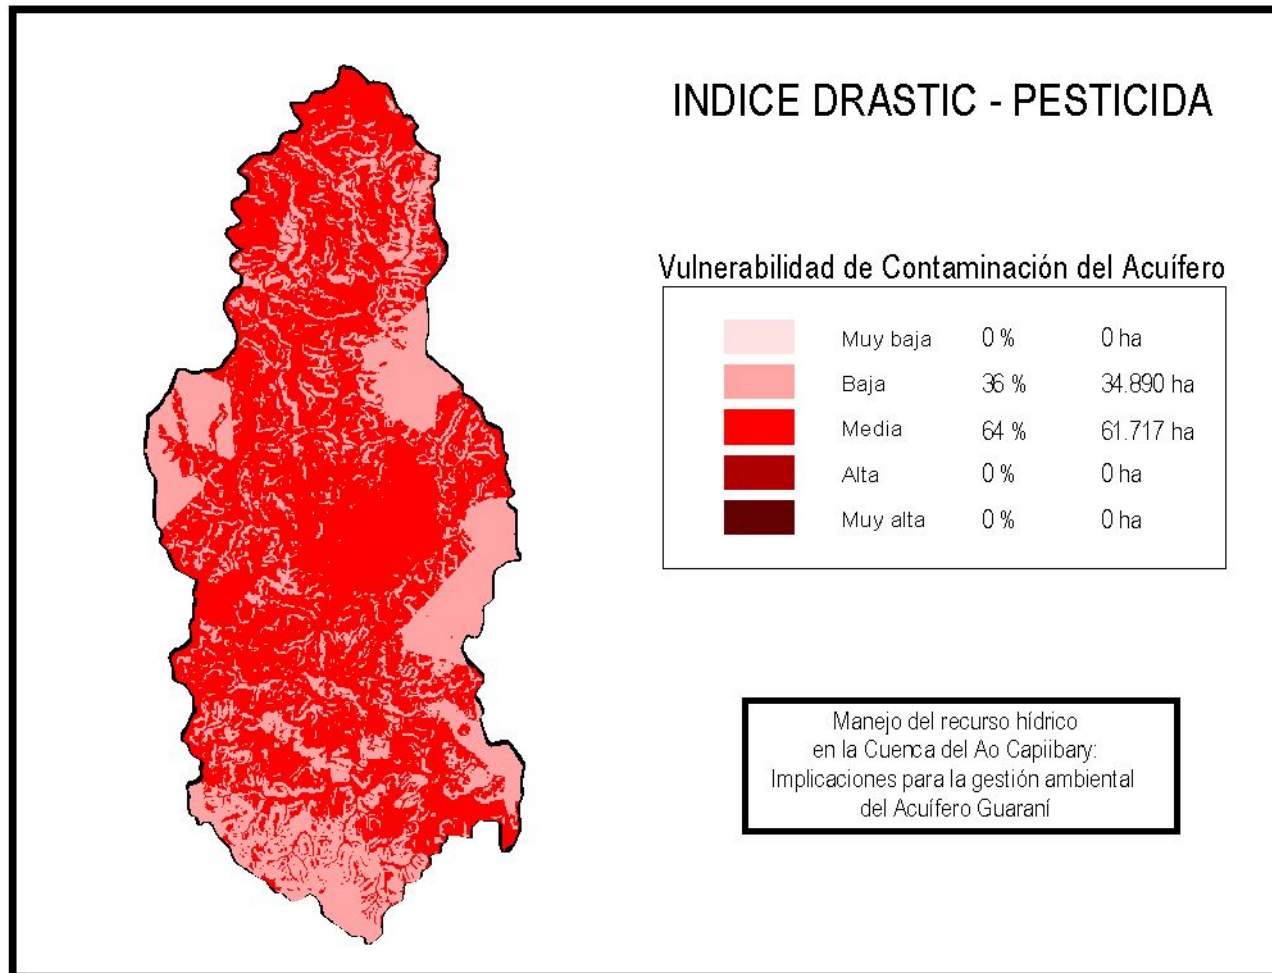 INDICE DRASTIC - PESTICIDA
Vulnerabilidad de Contaminación del Acuífero
Muy baja 0 % 0 ha
Baja 36 % 34.890 ha
Media 64 % 61.717 ha
Alta 0 % 0 ha
Muy alta 0 % 0 ha
Manejo del recurso hídrico
en la Cuenca del Ao Capiibary:
Implicaciones para la gestión ambiental
del Acuífero Guaraní